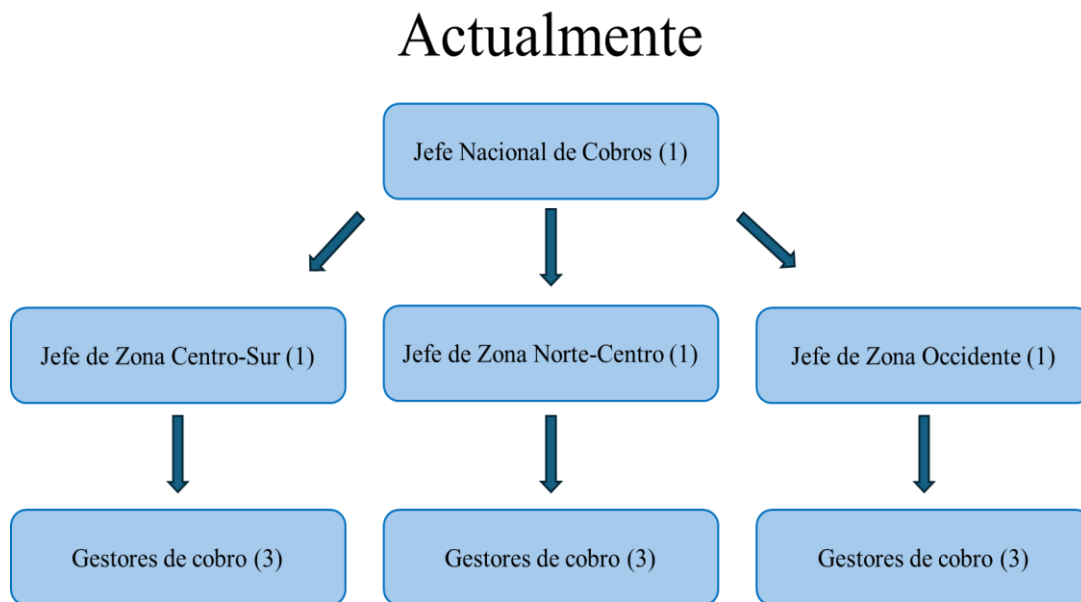 Actualmente
Jefe Nacional de Cobros (1)
Jefe de Zona Centro-Sur (1)
Jefe de Zona Norte-Centro (1)
Jefe de Zona Occidente (1)
Gestores de cobro (3)
Gestores de cobro (3)
Gestores de cobro (3)